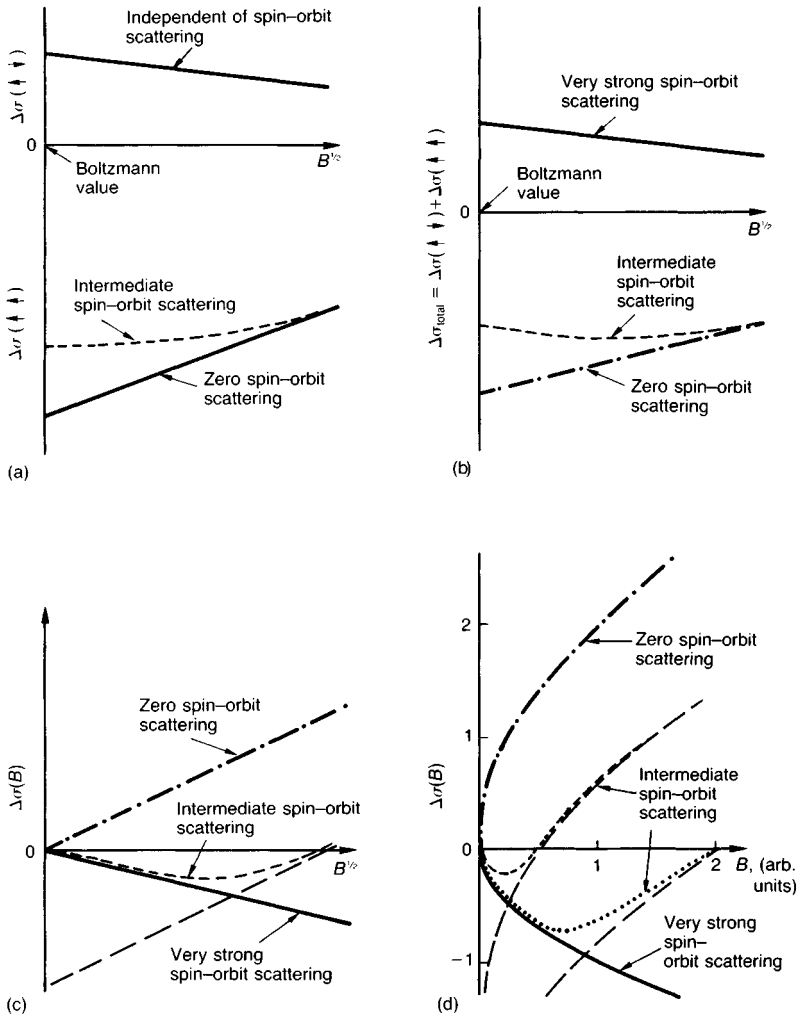 Independent of spin–orbit
scattering
Δσ(↑↓)
0
B^½
Boltzmann
value
Intermediate
spin–orbit scattering
Δσ(↑↑)
Zero spin–orbit
scattering
(a)
Very strong spin–orbit
scattering
Δσtotal = Δσ(↑↓) + Δσ(↑↑)
Boltzmann
value
0
B^½
Intermediate
spin–orbit
scattering
Zero spin–orbit
scattering
(b)
Zero spin–orbit
scattering
Δσ(B)
Intermediate spin–orbit
scattering
0
B^½
Very strong
spin–orbit scattering
(c)
2
Zero spin–orbit
scattering
1
Δσ(B)
Intermediate
spin–orbit
scattering
0
1
2
B, (arb.
units)
Very strong
spin–
orbit scattering
−1
(d)